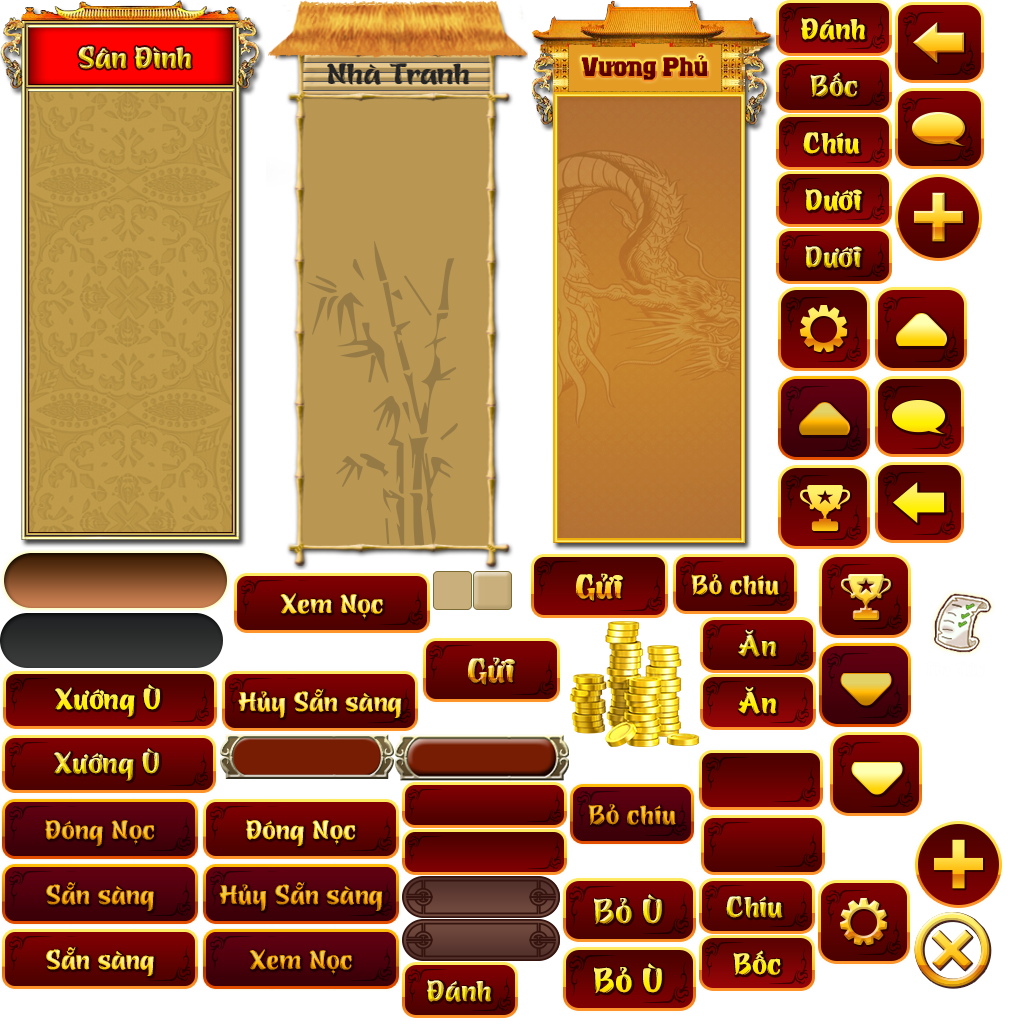 Sân Đình
Nhà Tranh
Vương Phủ
Đánh
Bốc
Chíu
Dưới
Dưới
Xem Nọc
Gửi
Bỏ chíu
Gửi
Ăn
Xướng Ù
Hủy Sẵn sàng
Ăn
Xướng Ù
Đóng Nọc
Đóng Nọc
Bỏ chíu
Sẵn sàng
Hủy Sẵn sàng
Bỏ Ù
Chíu
Sẵn sàng
Xem Nọc
Bỏ Ù
Bốc
Đánh